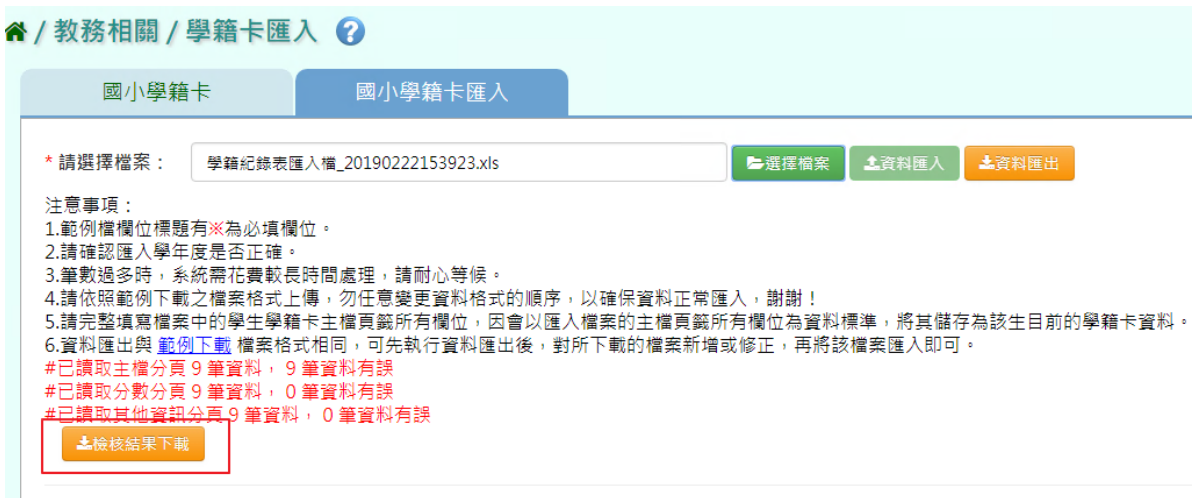 / 教務相關 / 學籍卡匯入 ?
國小學籍卡 國小學籍卡匯入
* 請選擇檔案： 學籍紀錄表匯入檔_20190222153923.xls 選擇檔案 資料匯入 資料匯出
注意事項：
1.範例檔欄位標題有※為必填欄位。
2.請確認匯入學年度是否正確。
3.筆數過多時，系統需花費較長時間處理，請耐心等候。
4.請依照範例下載之檔案格式上傳，勿任意變更資料格式的順序，以確保資料正常匯入，謝謝！
5.請完整填寫檔案中的學生學籍卡主檔頁籤所有欄位，因會以匯入檔案的主檔頁籤所有欄位為資料標準，將其儲存為該生目前的學籍卡資料。
6.資料匯出與 範例下載 檔案格式相同，可先執行資料匯出後，對所下載的檔案新增或修正，再將該檔案匯入即可。
#已讀取主檔分頁 9 筆資料， 9 筆資料有誤
#已讀取分數分頁 9 筆資料， 0 筆資料有誤
#已讀取其他資訊分頁 9 筆資料， 0 筆資料有誤
檢核結果下載